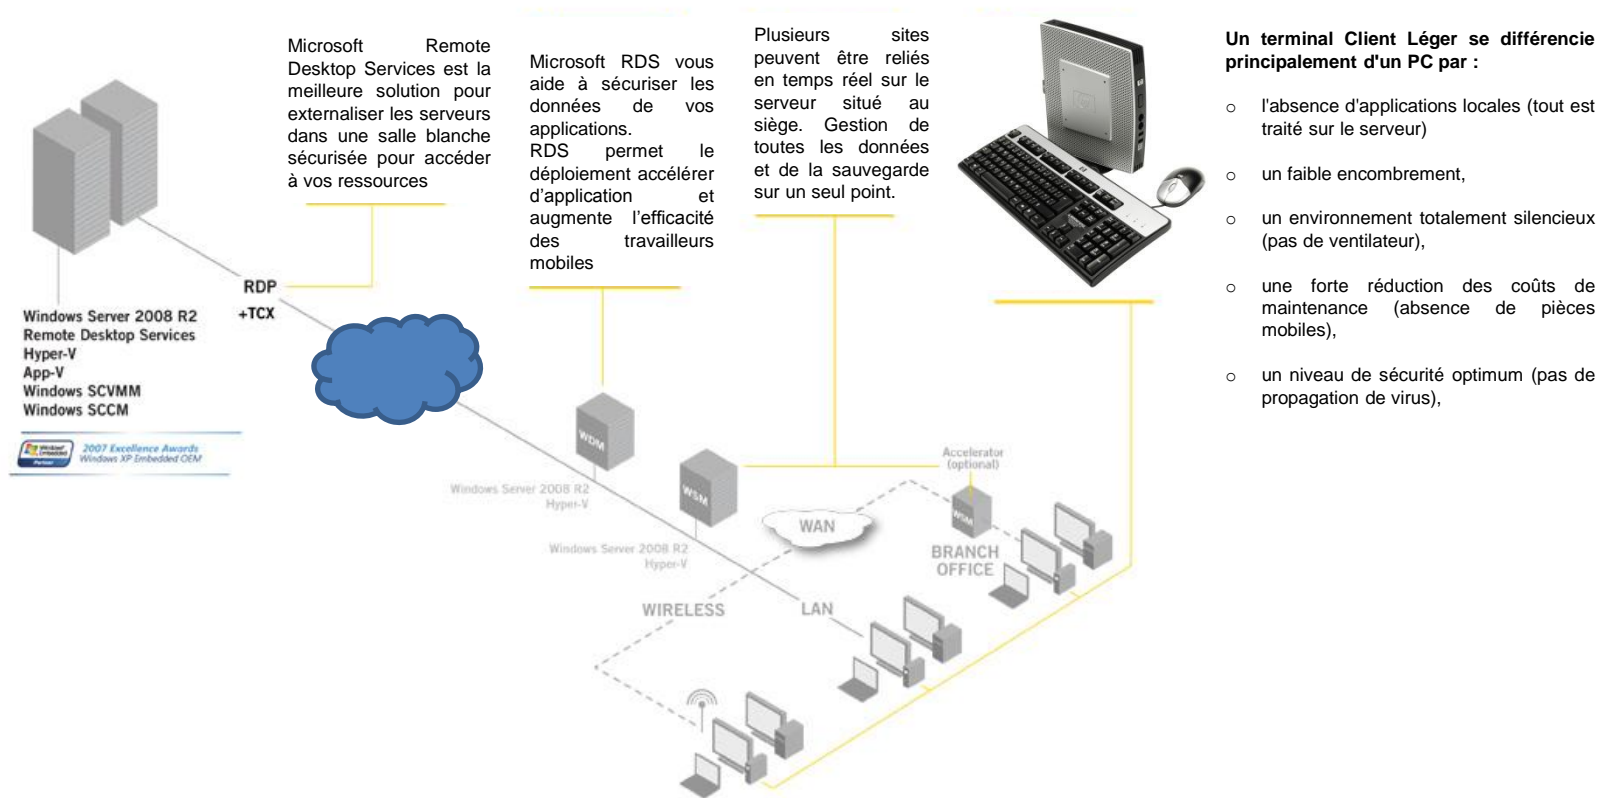 Microsoft Remote
Desktop Services est la
meilleure solution pour
externaliser les serveurs
dans une salle blanche
sécurisée pour accéder
à vos ressources
Microsoft RDS vous
aide à sécuriser les
données de vos
applications.
RDS permet le
déploiement accélérer
d'application et
augmente l'efficacité
des travailleurs
mobiles
Plusieurs sites
peuvent être reliés
en temps réel sur le
serveur situé au
siège. Gestion de
toutes les données
et de la sauvegarde
sur un seul point.
Un terminal Client Léger se différencie
principalement d'un PC par :
o l'absence d'applications locales (tout est
traité sur le serveur)
o un faible encombrement,
o un environnement totalement silencieux
(pas de ventilateur),
o une forte réduction des coûts de
maintenance (absence de pièces
mobiles),
o un niveau de sécurité optimum (pas de
propagation de virus),
RDP
+TCX
Windows Server 2008 R2
Remote Desktop Services
Hyper-V
App-V
Windows SCVMM
Windows SCCM
Windows
Embedded
Partner
2007 Excellence Awards
Windows XP Embedded OEM
WDM
Windows Server 2008 R2
Hyper-V
WSM
Windows Server 2008 R2
Hyper-V
Accelerator
(optional)
WSM
WAN
BRANCH
OFFICE
WIRELESS
LAN